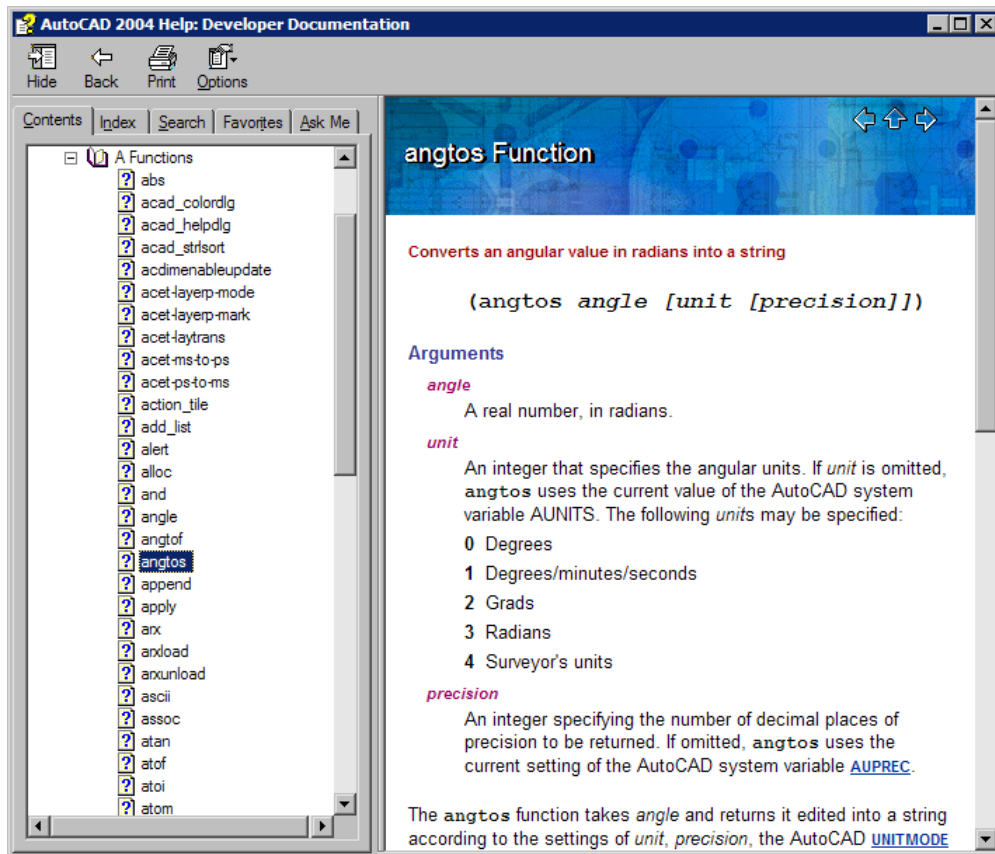 AutoCAD 2004 Help: Developer Documentation
Hide Back Print Options
Contents Index Search Favorites Ask Me
A Functions
abs
acad_colordlg
acad_helpdlg
acad_strlsort
acdimenableupdate
acet-layerp-mode
acet-layerp-mark
acet-laytrans
acet-ms-to-ps
acet-ps-to-ms
action_tile
add_list
alert
alloc
and
angle
angtof
angtos
append
apply
arx
arxload
arxunload
ascii
assoc
atan
atof
atoi
atom
angtos Function
Converts an angular value in radians into a string
(angtos angle [unit [precision]])
Arguments
angle
A real number, in radians.
unit
An integer that specifies the angular units. If unit is omitted,
angtos uses the current value of the AutoCAD system
variable AUNITS. The following units may be specified:
0 Degrees
1 Degrees/minutes/seconds
2 Grads
3 Radians
4 Surveyor's units
precision
An integer specifying the number of decimal places of
precision to be returned. If omitted, angtos uses the
current setting of the AutoCAD system variable AUPREC.
The angtos function takes angle and returns it edited into a string
according to the settings of unit, precision, the AutoCAD UNITMODE